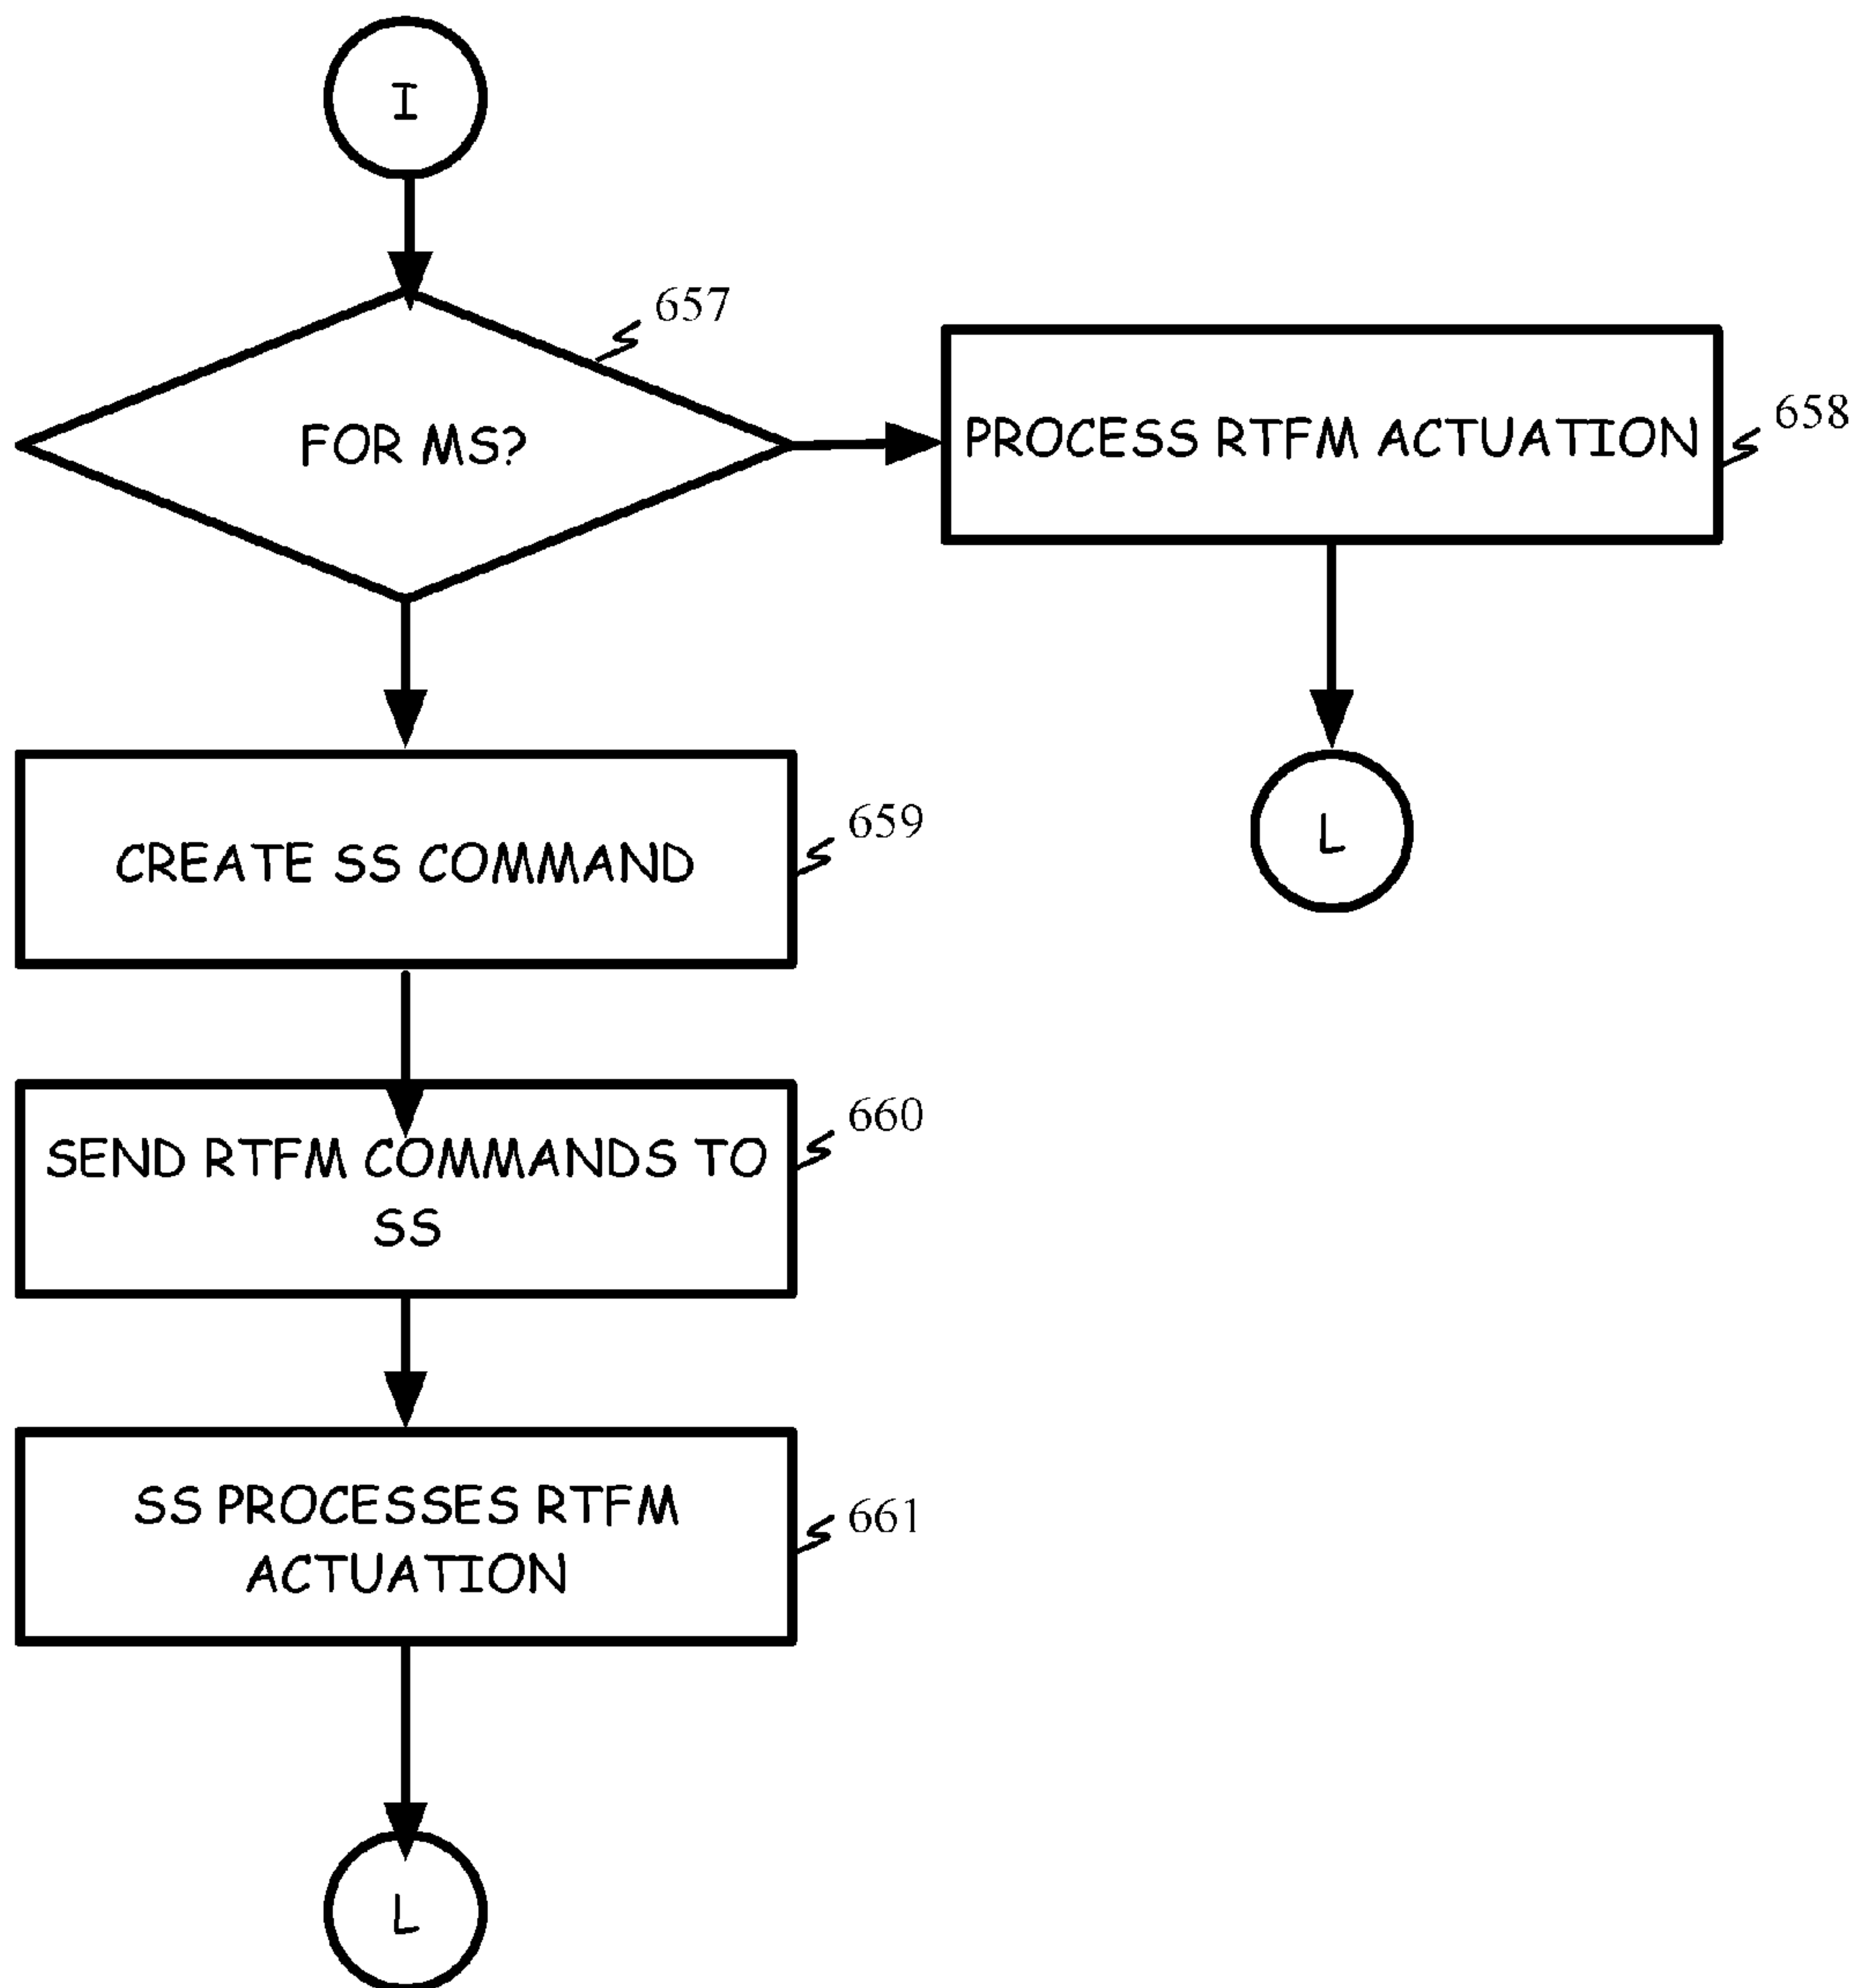 I
657
FOR MS?
PROCESS RTFM ACTUATION
658
CREATE SS COMMAND
659
L
SEND RTFM COMMANDS TO
SS
660
SS PROCESSES RTFM
ACTUATION
661
L